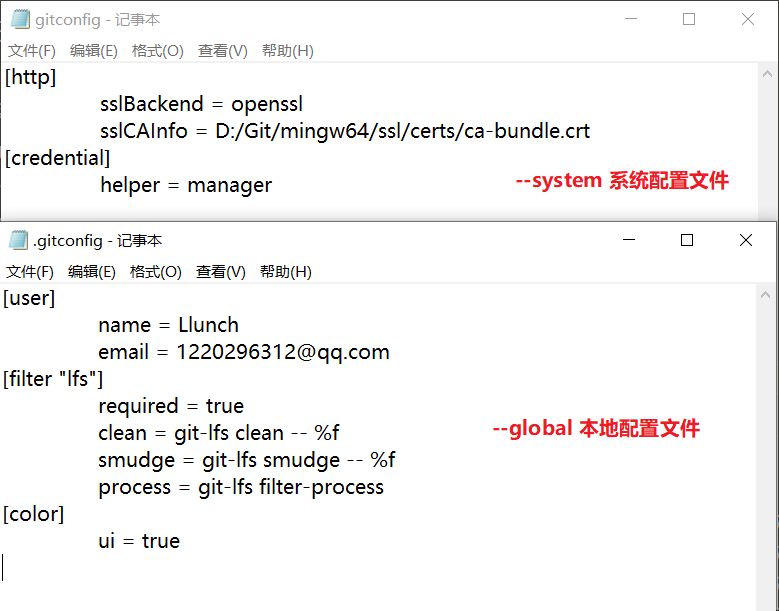 gitconfig - 记事本
文件(F) 编辑(E) 格式(O) 查看(V) 帮助(H)
[http]
sslBackend = openssl
sslCAInfo = D:/Git/mingw64/ssl/certs/ca-bundle.crt
[credential]
helper = manager
--system 系统配置文件
.gitconfig - 记事本
文件(F) 编辑(E) 格式(O) 查看(V) 帮助(H)
[user]
name = Llunch
email = 1220296312@qq.com
[filter "lfs"]
required = true
clean = git-lfs clean -- %f
--global 本地配置文件
smudge = git-lfs smudge -- %f
process = git-lfs filter-process
[color]
ui = true